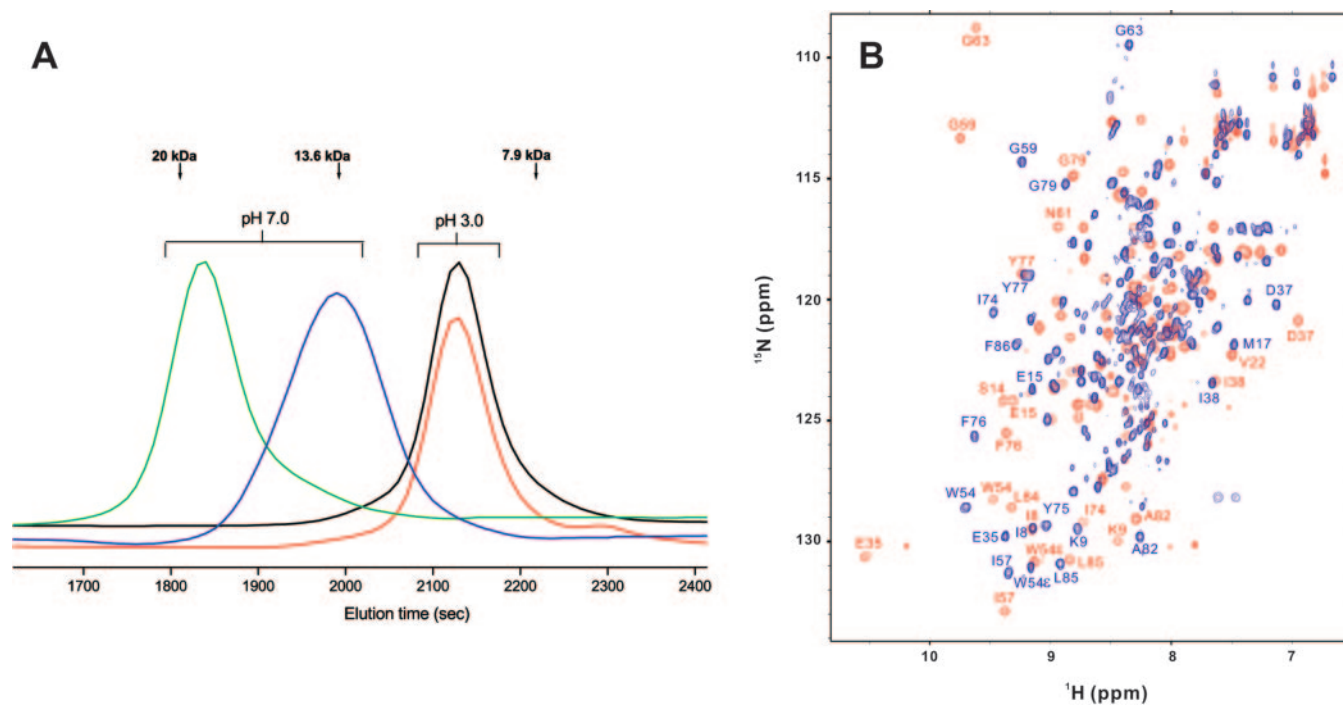 A
20 kDa
13.6 kDa
7.9 kDa
pH 7.0
pH 3.0
1700 1800 1900 2000 2100 2200 2300 2400
Elution time (sec)
B
G63
G63
G59
G59
G79
G79
N61
Y77
Y77
I74
D37
D37
F86
M17
V22
E15
S14
I38
I38
E15
F76
F76
W54
W54
L84
I74
Y75
I8
I8
K9
K9
A82
A82
E35
E35
W54ε
W54ε
L85
L85
I57
I57
110
115
120
125
130
10 9 8 7
¹⁵N (ppm)
¹H (ppm)